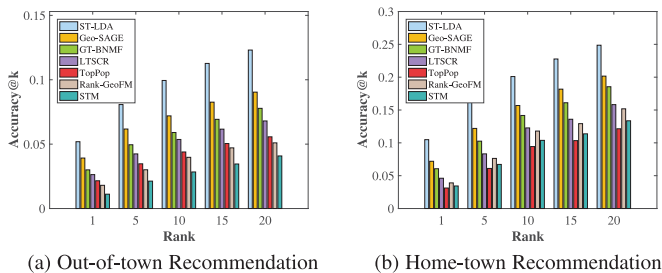 0.15
0.1
0.05
0
Accuracy@k
ST-LDA
Geo-SAGE
GT-BNMF
LTSCR
TopPop
Rank-GeoFM
STM
1 5 10 15 20
Rank
(a) Out-of-town Recommendation
0.3
0.25
0.2
0.15
0.1
0.05
0
Accuracy@k
ST-LDA
Geo-SAGE
GT-BNMF
LTSCR
TopPop
Rank-GeoFM
STM
1 5 10 15 20
Rank
(b) Home-town Recommendation